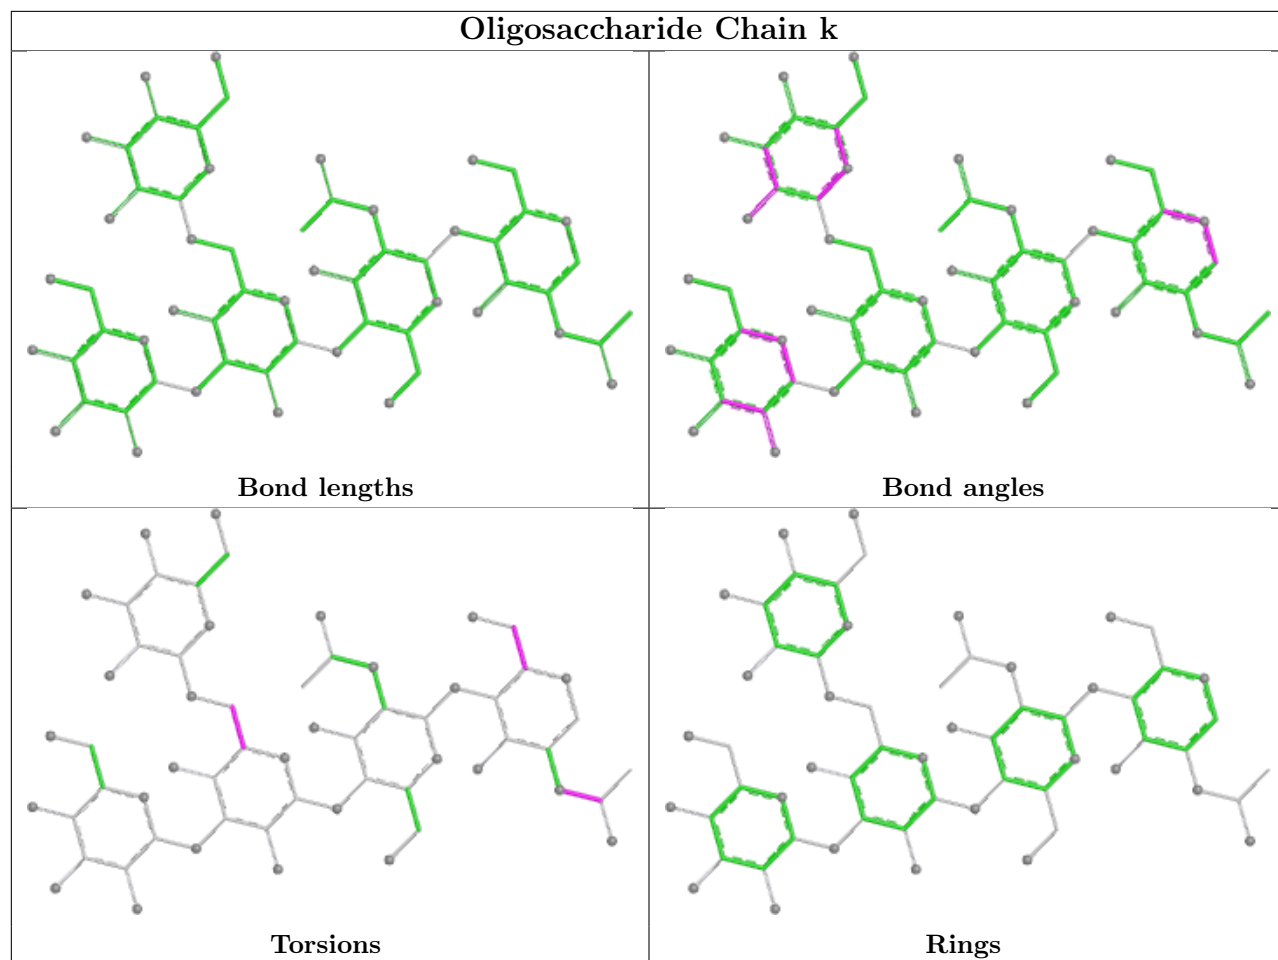 Oligosaccharide Chain k
Bond lengths
Bond angles
Torsions
Rings